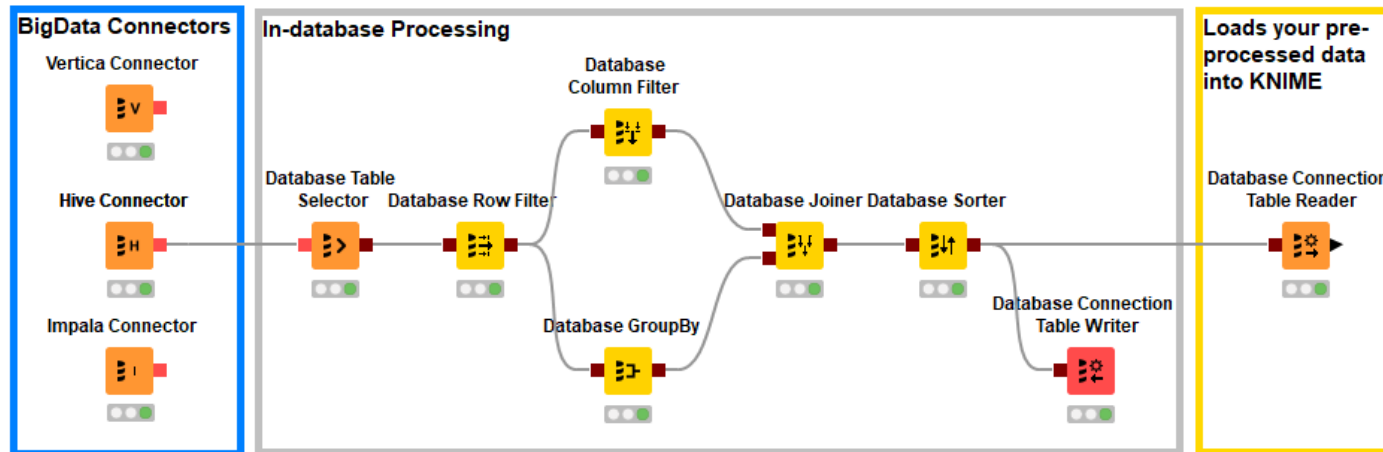 BigData Connectors
Vertica Connector
V
Hive Connector
H
Impala Connector
I
In-database Processing
Database Table
Selector
Database Row Filter
Database
Column Filter
Database GroupBy
Database Joiner
Database Sorter
Database Connection
Table Writer
Loads your pre-
processed data
into KNIME
Database Connection
Table Reader